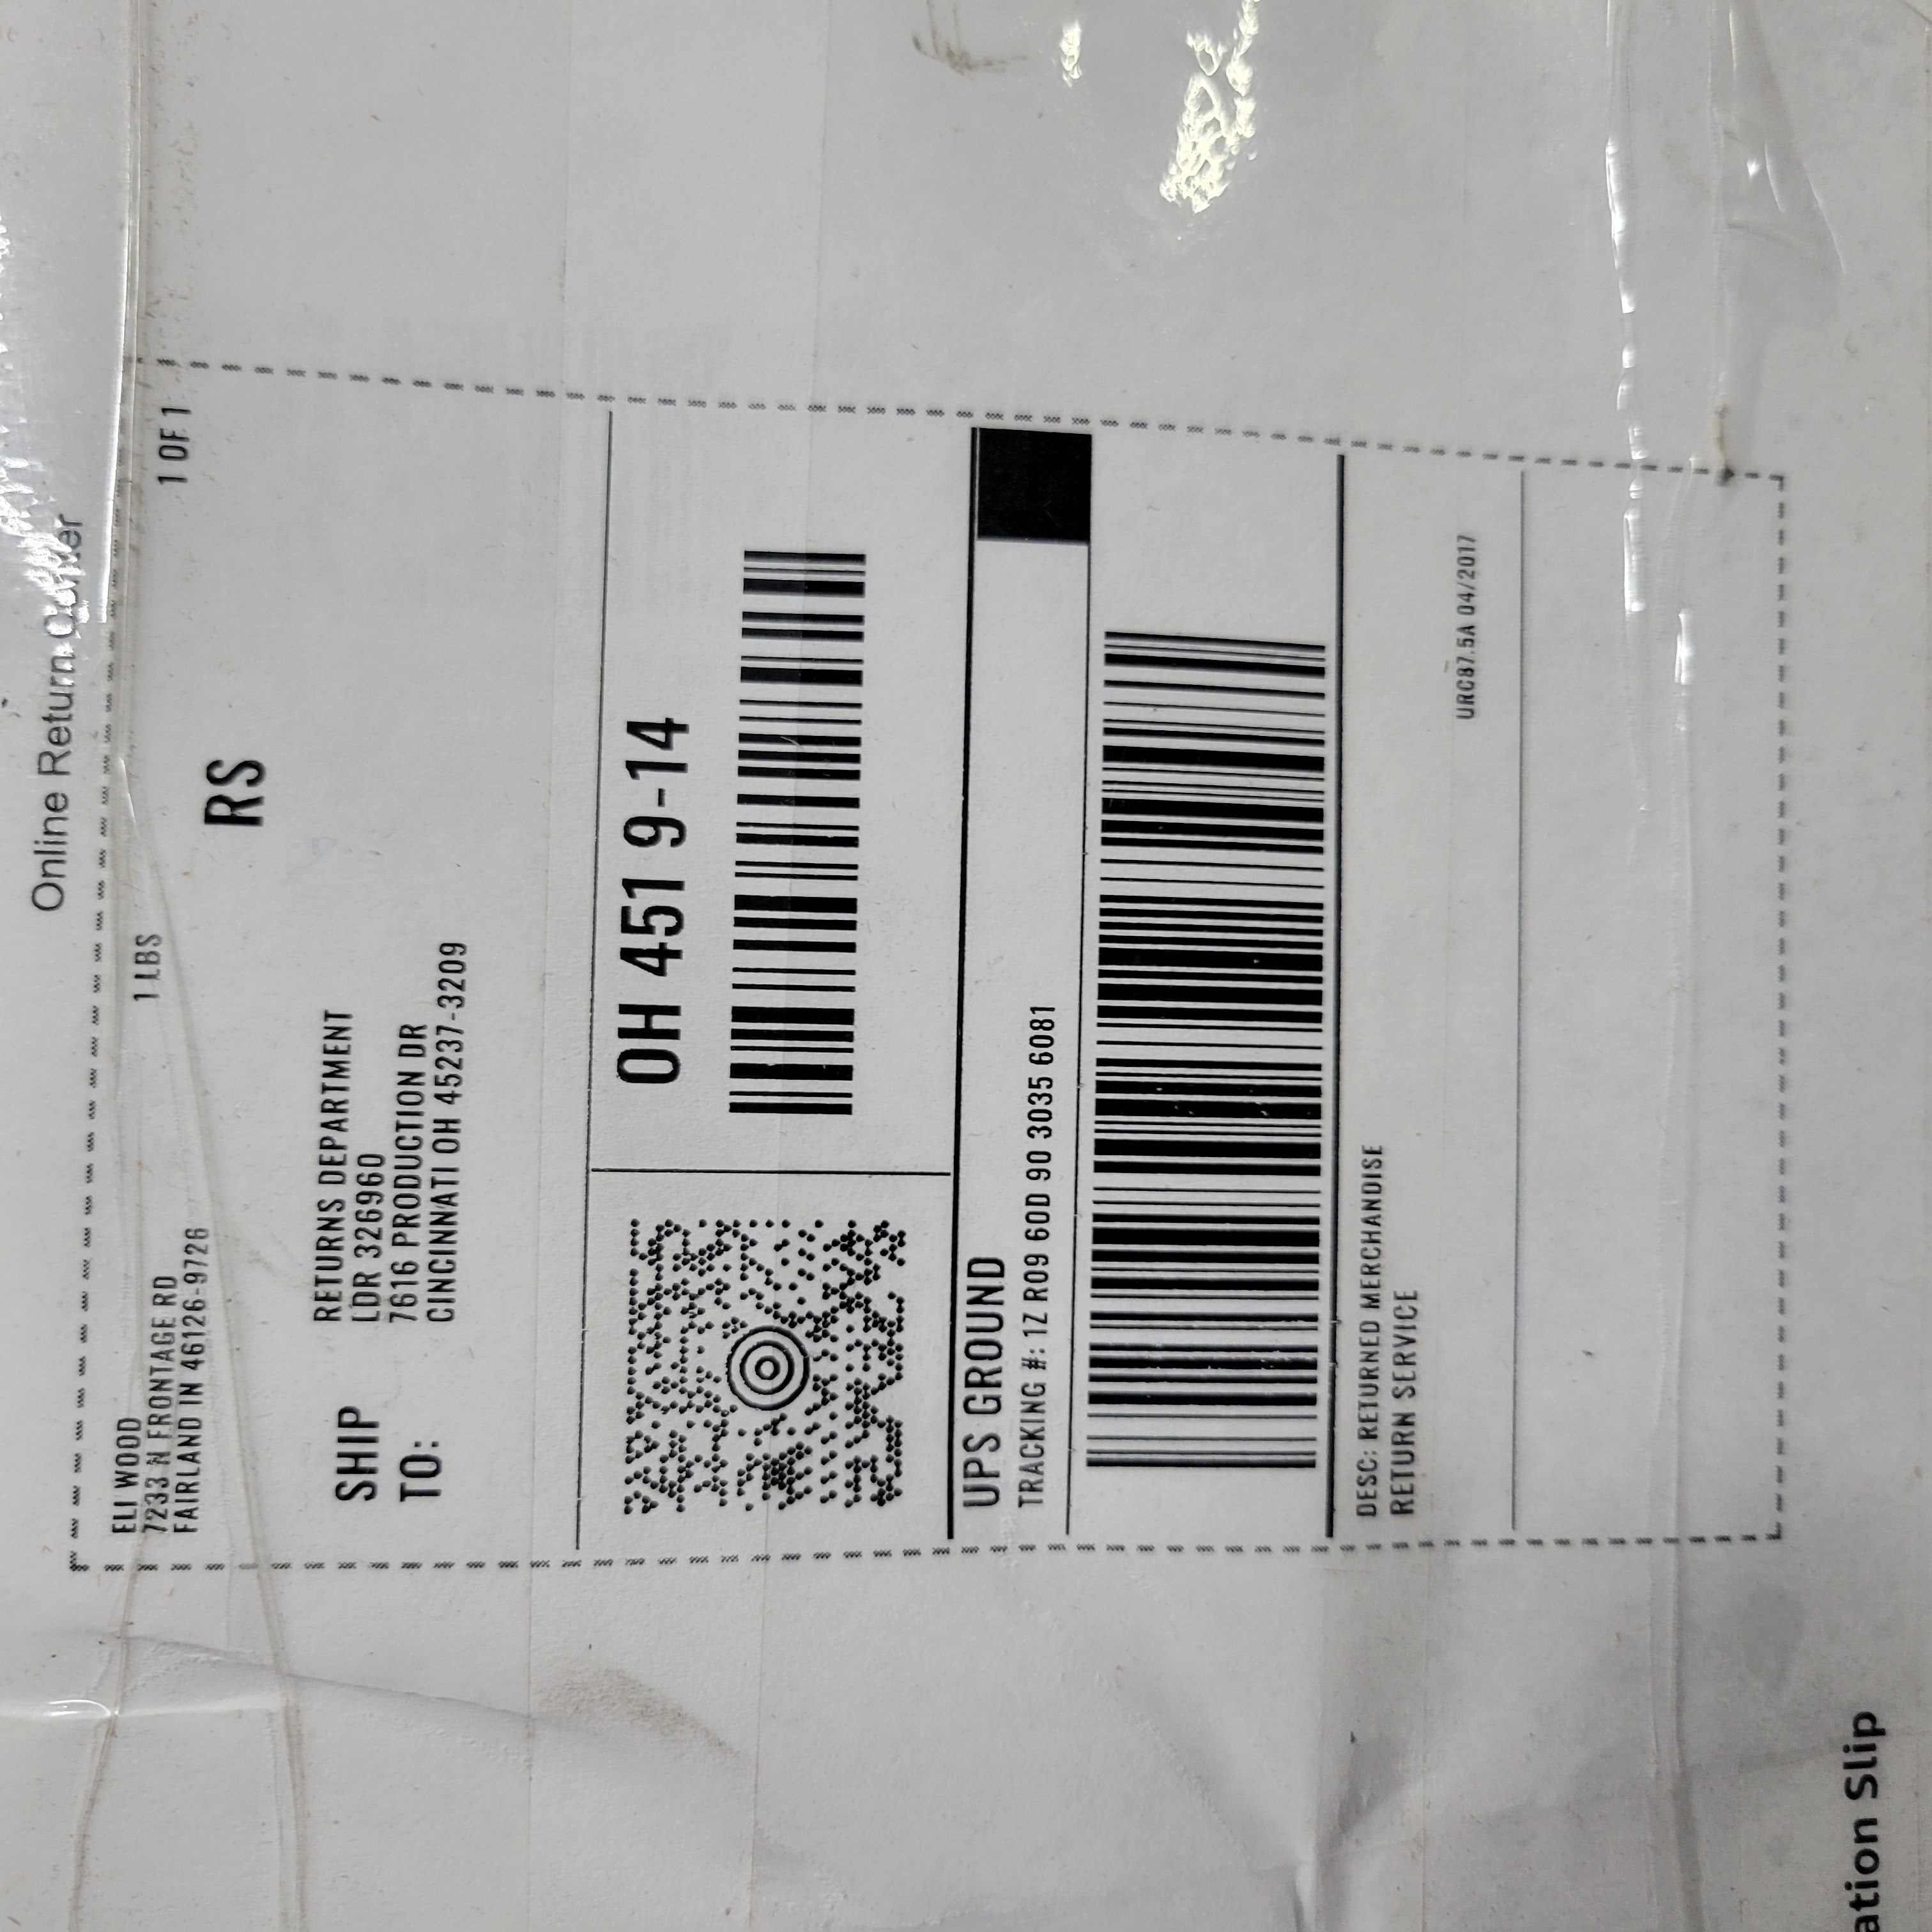 Online Return Center
ELI WOOD
7233 N FRONTAGE RD
FAIRLAND IN 46126-9726
1 LBS
1 OF 1
RS
SHIP
TO:
RETURNS DEPARTMENT
LDR 326960
7616 PRODUCTION DR
CINCINNATI OH 45237-3209
OH 451 9-14
UPS GROUND
TRACKING #: 1Z R09 60D 90 3035 6081
DESC: RETURNED MERCHANDISE
RETURN SERVICE
URC87.5A 04/2017
ation Slip